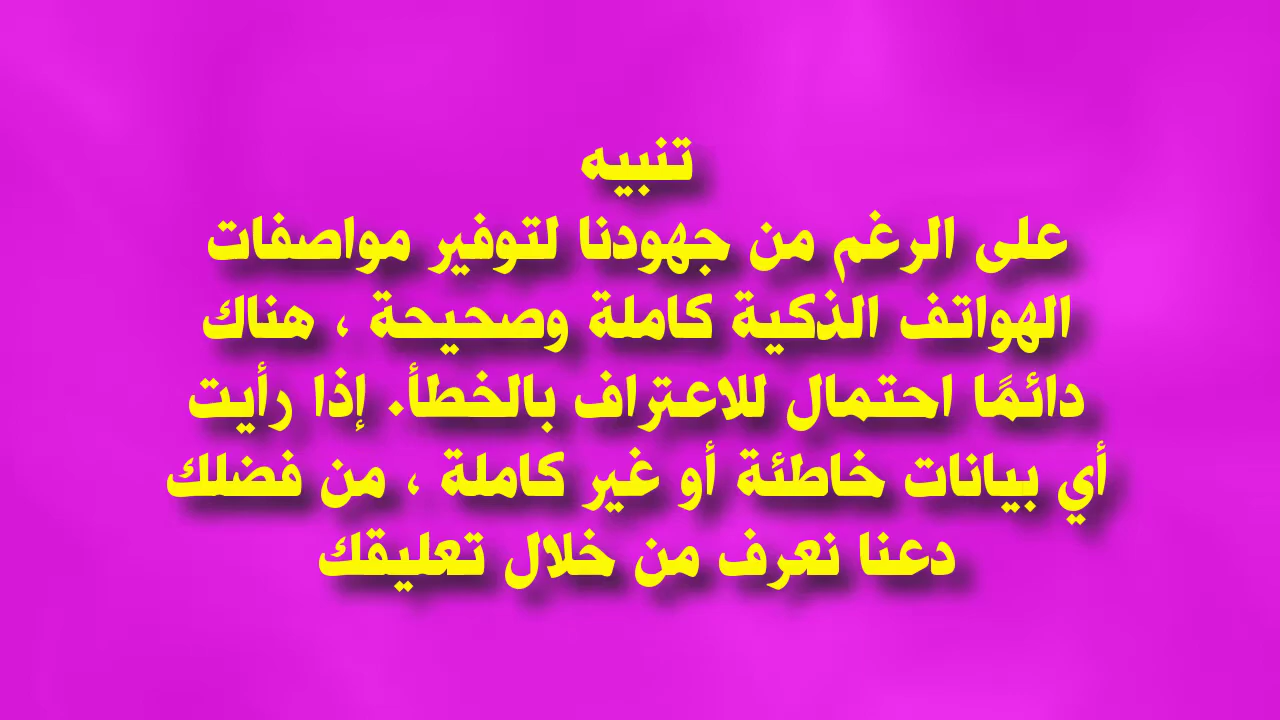 تنبيه
على الرغم من جهودنا لتوفير مواصفات
الهواتف الذكية كاملة وصحيحة ، هناك
دائمًا احتمال للاعتراف بالخطأ. إذا رأيت
أي بيانات خاطئة أو غير كاملة ، من فضلك
دعنا نعرف من خلال تعليقك